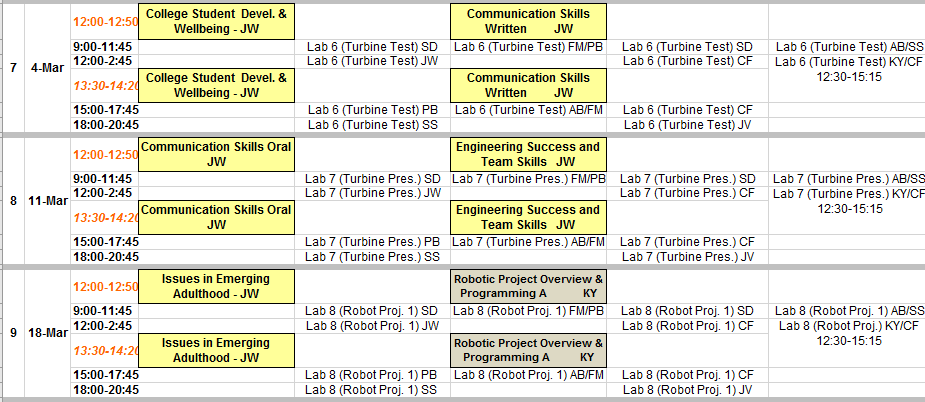 12:00-12:50 College Student Devel. & Communication Skills
Wellbeing - JW Written JW
9:00-11:45 Lab 6 (Turbine Test) SD Lab 6 (Turbine Test) FM/PB Lab 6 (Turbine Test) SD Lab 6 (Turbine Test) AB/SS
7 4-Mar 12:00-2:45 Lab 6 (Turbine Test) JW Lab 6 (Turbine Test) CF Lab 6 (Turbine Test) KY/CF
12:30-15:15
13:30-14:20 College Student Devel. & Communication Skills
Wellbeing - JW Written JW
15:00-17:45 Lab 6 (Turbine Test) PB Lab 6 (Turbine Test) AB/FM Lab 6 (Turbine Test) CF
18:00-20:45 Lab 6 (Turbine Test) SS Lab 6 (Turbine Test) JV
12:00-12:50 Communication Skills Oral Engineering Success and
JW Team Skills JW
9:00-11:45 Lab 7 (Turbine Pres.) SD Lab 7 (Turbine Pres.) FM/PB Lab 7 (Turbine Pres.) SD Lab 7 (Turbine Pres.) AB/SS
8 11-Mar 12:00-2:45 Lab 7 (Turbine Pres.) JW Lab 7 (Turbine Pres.) CF Lab 7 (Turbine Pres.) KY/CF
12:30-15:15
13:30-14:20 Communication Skills Oral Engineering Success and
JW Team Skills JW
15:00-17:45 Lab 7 (Turbine Pres.) PB Lab 7 (Turbine Pres.) AB/FM Lab 7 (Turbine Pres.) CF
18:00-20:45 Lab 7 (Turbine Pres.) SS Lab 7 (Turbine Pres.) JV
12:00-12:50 Issues in Emerging Robotic Project Overview &
Adulthood - JW Programming A KY
9:00-11:45 Lab 8 (Robot Proj. 1) SD Lab 8 (Robot Proj. 1) FM/PB Lab 8 (Robot Proj. 1) SD Lab 8 (Robot Proj. 1) AB/SS
9 18-Mar 12:00-2:45 Lab 8 (Robot Proj. 1) JW Lab 8 (Robot Proj. 1) CF Lab 8 (Robot Proj.) KY/CF
12:30-15:15
13:30-14:20 Issues in Emerging Robotic Project Overview &
Adulthood - JW Programming A KY
15:00-17:45 Lab 8 (Robot Proj. 1) PB Lab 8 (Robot Proj. 1) AB/FM Lab 8 (Robot Proj. 1) CF
18:00-20:45 Lab 8 (Robot Proj. 1) SS Lab 8 (Robot Proj. 1) JV